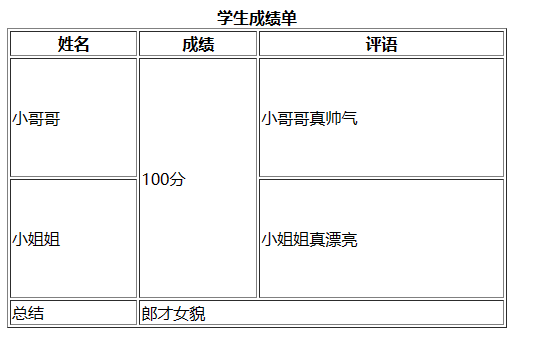 学生成绩单
姓名 成绩 评语
小哥哥 100分 小哥哥真帅气
小姐姐 小姐姐真漂亮
总结 郎才女貌